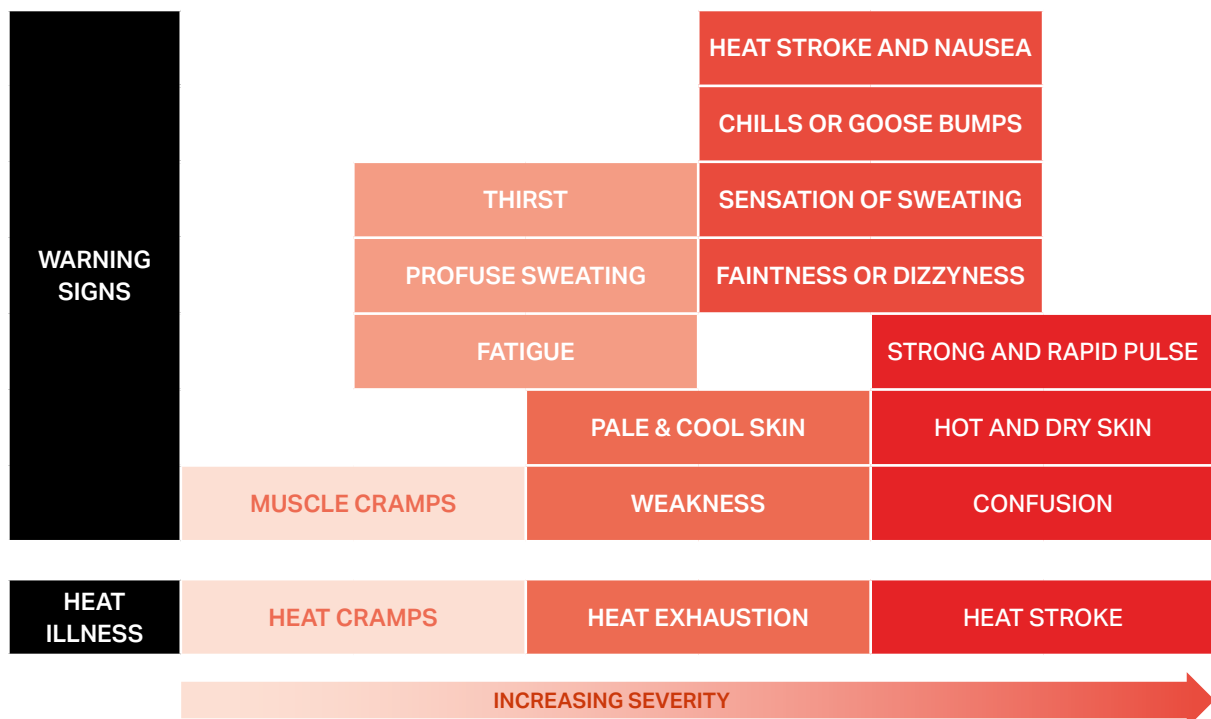 HEAT STROKE AND NAUSEA
CHILLS OR GOOSE BUMPS
THIRST
SENSATION OF SWEATING
WARNING
SIGNS
PROFUSE SWEATING
FAINTNESS OR DIZZYNESS
FATIGUE
STRONG AND RAPID PULSE
PALE & COOL SKIN
HOT AND DRY SKIN
MUSCLE CRAMPS
WEAKNESS
CONFUSION
HEAT
ILLNESS
HEAT CRAMPS
HEAT EXHAUSTION
HEAT STROKE
INCREASING SEVERITY